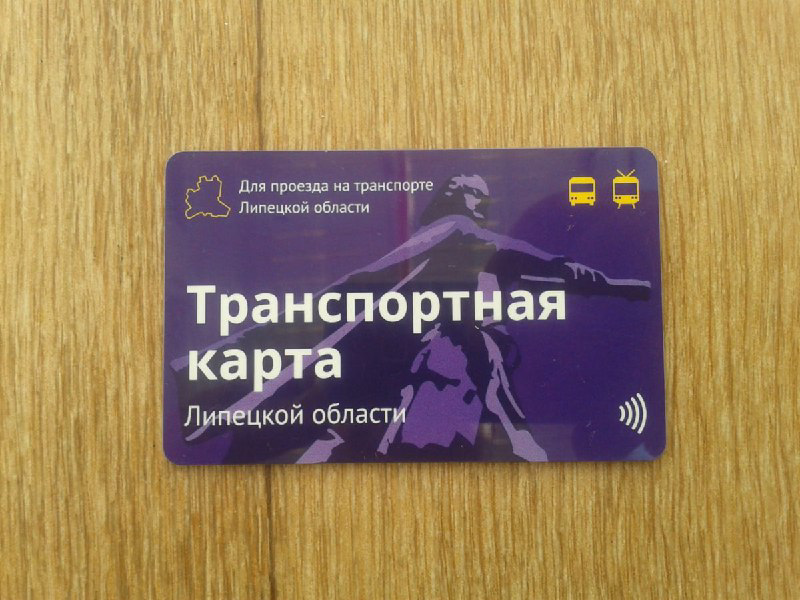 Для проезда на транспорте
Липецкой области
Транспортная
карта
Липецкой области